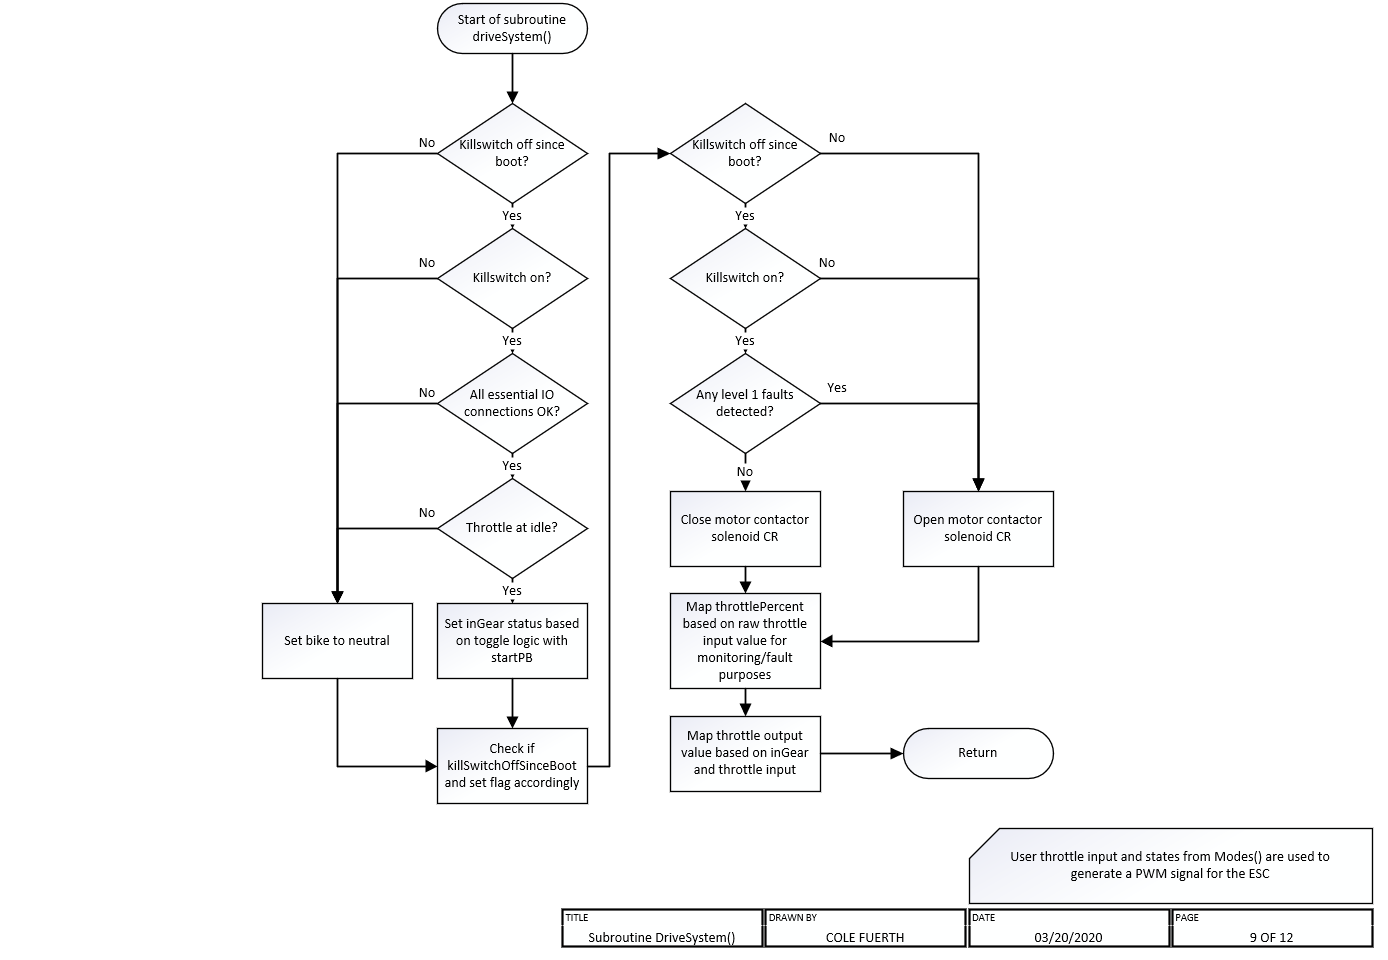 Start of subroutine
driveSystem()
Killswitch off since
boot?
No
Yes
Killswitch on?
No
Yes
All essential IO
connections OK?
No
Yes
Throttle at idle?
No
Yes
Set bike to neutral
Set inGear status based
on toggle logic with
startPB
Check if
killSwitchOffSinceBoot
and set flag accordingly
Killswitch off since
boot?
No
Yes
Killswitch on?
No
Yes
Any level 1 faults
detected?
Yes
No
Close motor contactor
solenoid CR
Open motor contactor
solenoid CR
Map throttlePercent
based on raw throttle
input value for
monitoring/fault
purposes
Map throttle output
value based on inGear
and throttle input
Return
User throttle input and states from Modes() are used to
generate a PWM signal for the ESC
TITLE
Subroutine DriveSystem()
DRAWN BY
COLE FUERTH
DATE
03/20/2020
PAGE
9 OF 12